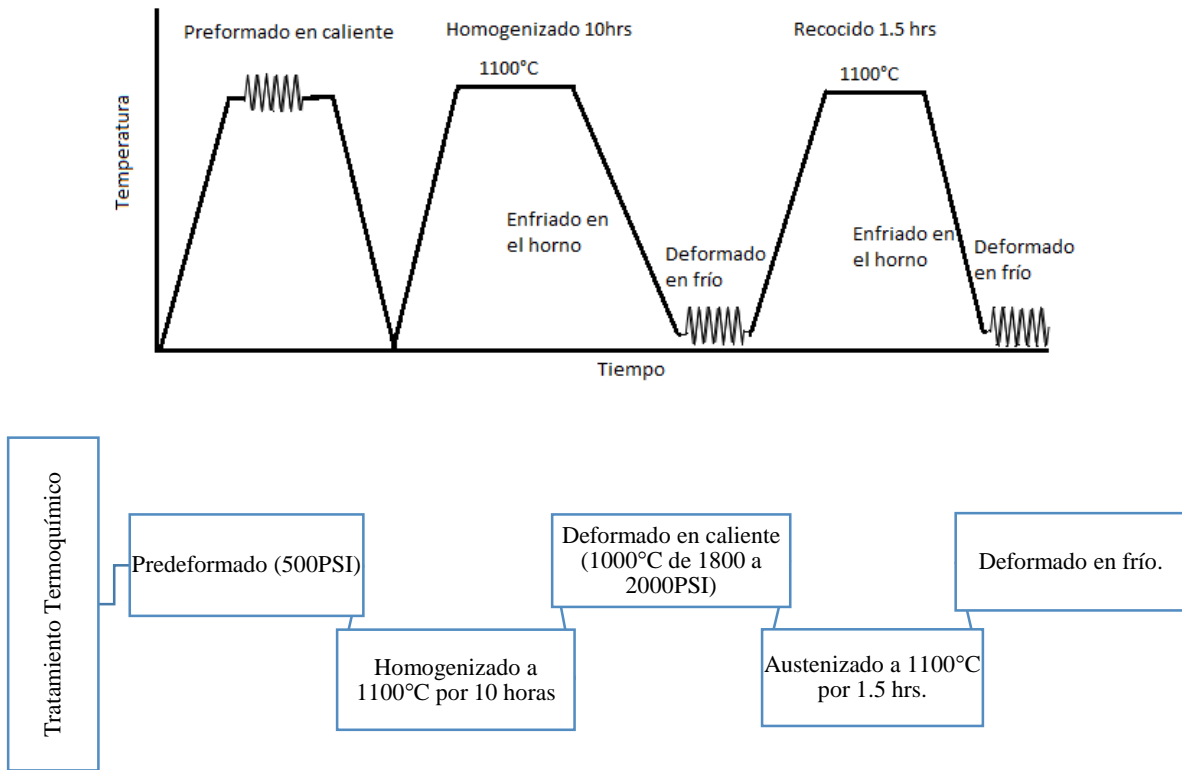 Preformado en caliente
Homogenizado 10hrs
Recocido 1.5 hrs
1100°C
1100°C
Temperatura
Enfriado en
el horno
Deformado
en frío
Enfriado en
el horno
Deformado
en frío
Tiempo
Tratamiento Termoquímico
Predeformado (500PSI)
Homogenizado a
1100°C por 10 horas
Deformado en caliente
(1000°C de 1800 a
2000PSI)
Austenizado a 1100°C
por 1.5 hrs.
Deformado en frío.